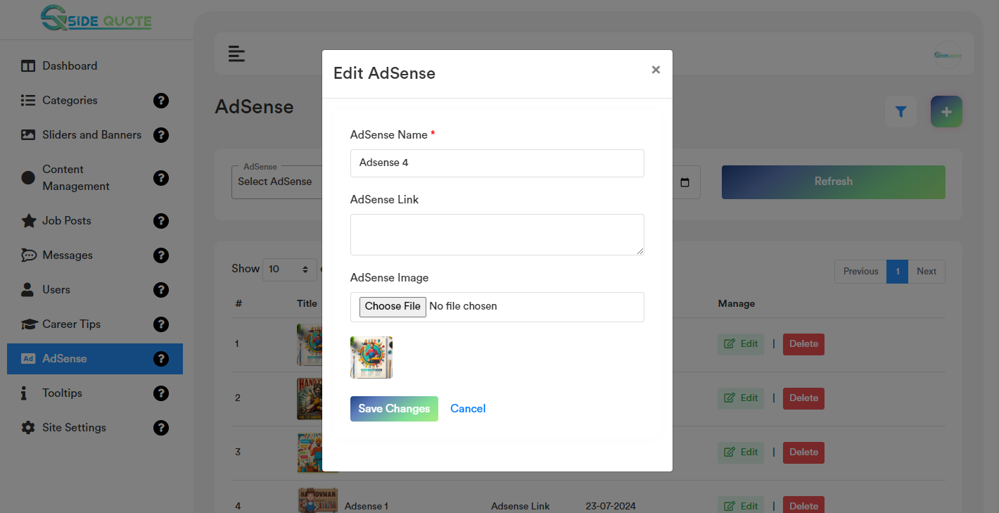 SIDE QUOTE
Dashboard
Categories
?
Sliders and Banners
?
Content
Management
?
Job Posts
?
Messages
?
Users
?
Career Tips
?
Ad
AdSense
?
Tooltips
?
Site Settings
?
SIDE QUOTE
AdSense
+
AdSense
Select AdSense
Refresh
Show 10
Previous 1 Next
# Title Manage
1 Edit | Delete
2 Edit | Delete
3 Edit | Delete
4 Adsense 1 Adsense Link 23-07-2024 Edit | Delete
Edit AdSense
×
AdSense Name *
Adsense 4
AdSense Link
AdSense Image
Choose File No file chosen
Save Changes Cancel